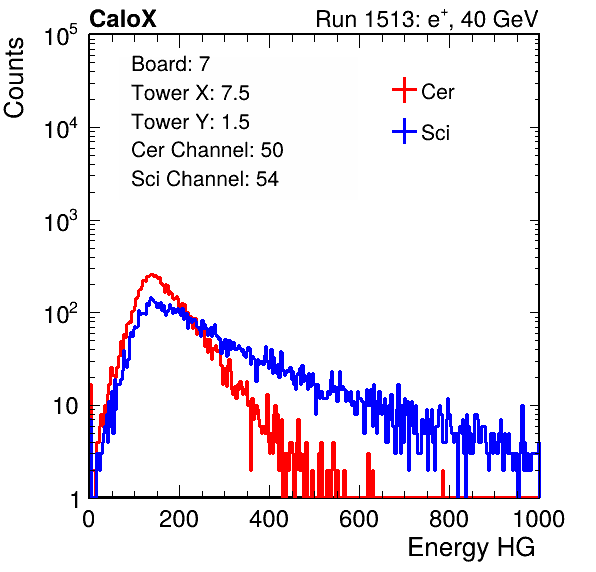 CaloX Run 1513: e⁺, 40 GeV
Counts
10⁵
10⁴
10³
10²
10
1
Board: 7
Tower X: 7.5
Tower Y: 1.5
Cer Channel: 50
Sci Channel: 54
Cer
Sci
0 200 400 600 800 1000
Energy HG